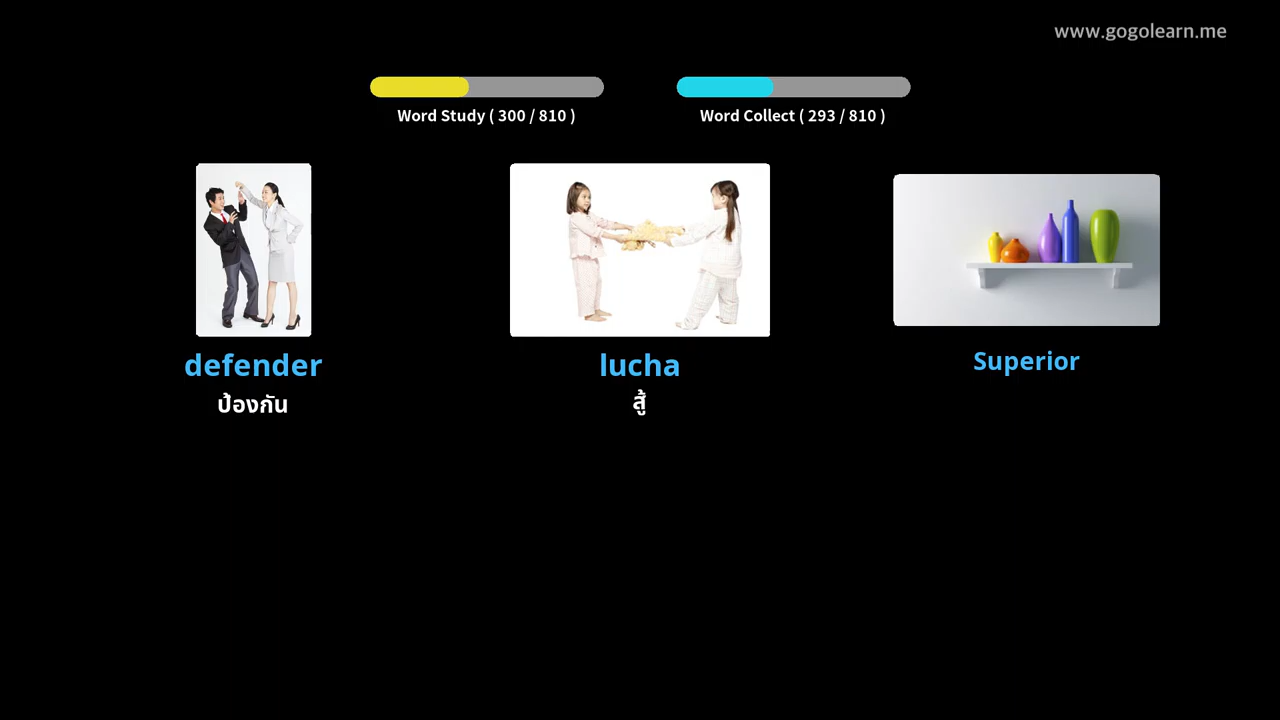 www.gogolearn.me
Word Study ( 300 / 810 )
Word Collect ( 293 / 810 )
defender
ป้องกัน
lucha
สู้
Superior